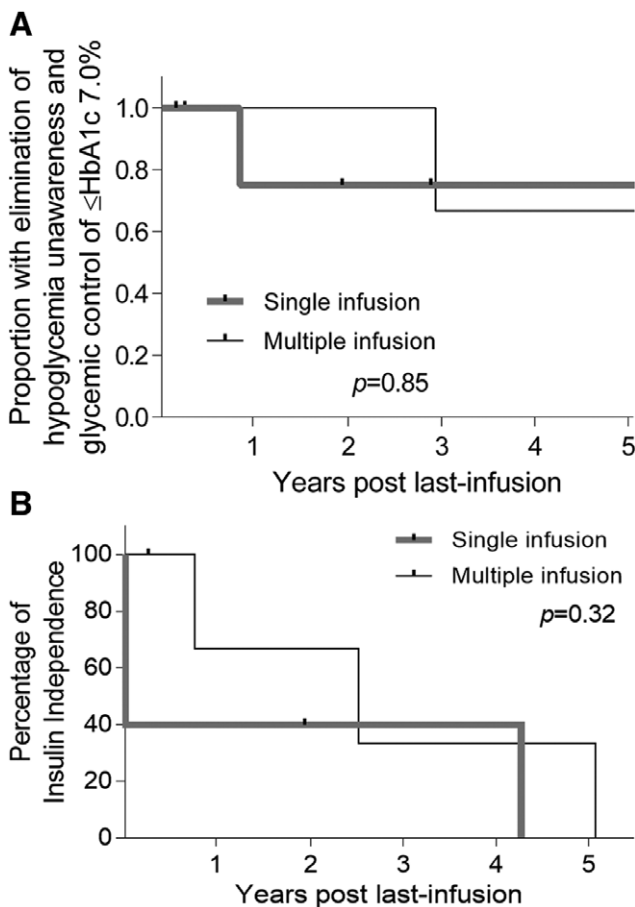 A
Proportion with elimination of
hypoglycemia unawareness and
glycemic control of ≤HbA1c 7.0%
1.0
0.8
0.6
0.4
0.2
0.0
Single infusion
Multiple infusion
p=0.85
1 2 3 4 5
Years post last-infusion
B
Percentage of
Insulin Independence
100
80
60
40
20
0
Single infusion
Multiple infusion
p=0.32
1 2 3 4 5
Years post last-infusion